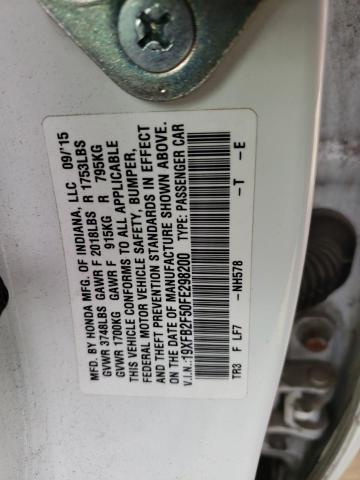 MFD. BY HONDA MFG. OF INDIANA, LLC 09/'15
GVWR 3748LBS GAWR F 2018LBS R 1753LBS
GVWR 1700KG GAWR F 915KG R 795KG
THIS VEHICLE CONFORMS TO ALL APPLICABLE
FEDERAL MOTOR VEHICLE SAFETY, BUMPER,
AND THEFT PREVENTION STANDARDS IN EFFECT
ON THE DATE OF MANUFACTURE SHOWN ABOVE.
V.I.N.: 19XFB2F50FE298200 TYPE: PASSENGER CAR
TR3 F LF7 -NH578 -T -E